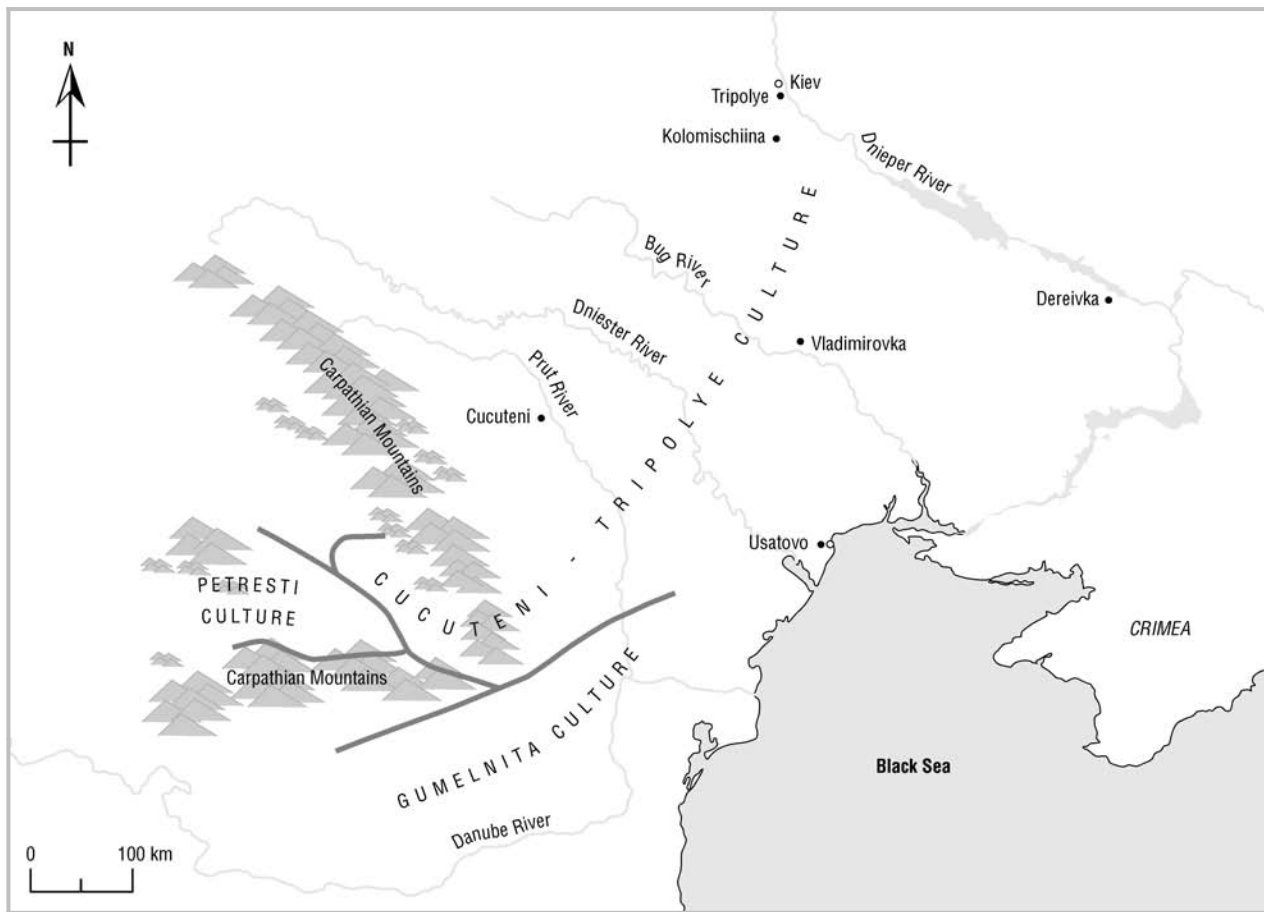 N
Kiev
Tripolye
Kolomischiina
Dnieper River
Bug River
Dniester River
Prut River
Dereivka
Vladimirovka
Cucuteni
Carpathian Mountains
CUCUTENI - TRIPOLYE CULTURE
Usatovo
PETRESTI
CULTURE
CRIMEA
Carpathian Mountains
GUMELNITA CULTURE
Black Sea
Danube River
0 100 km